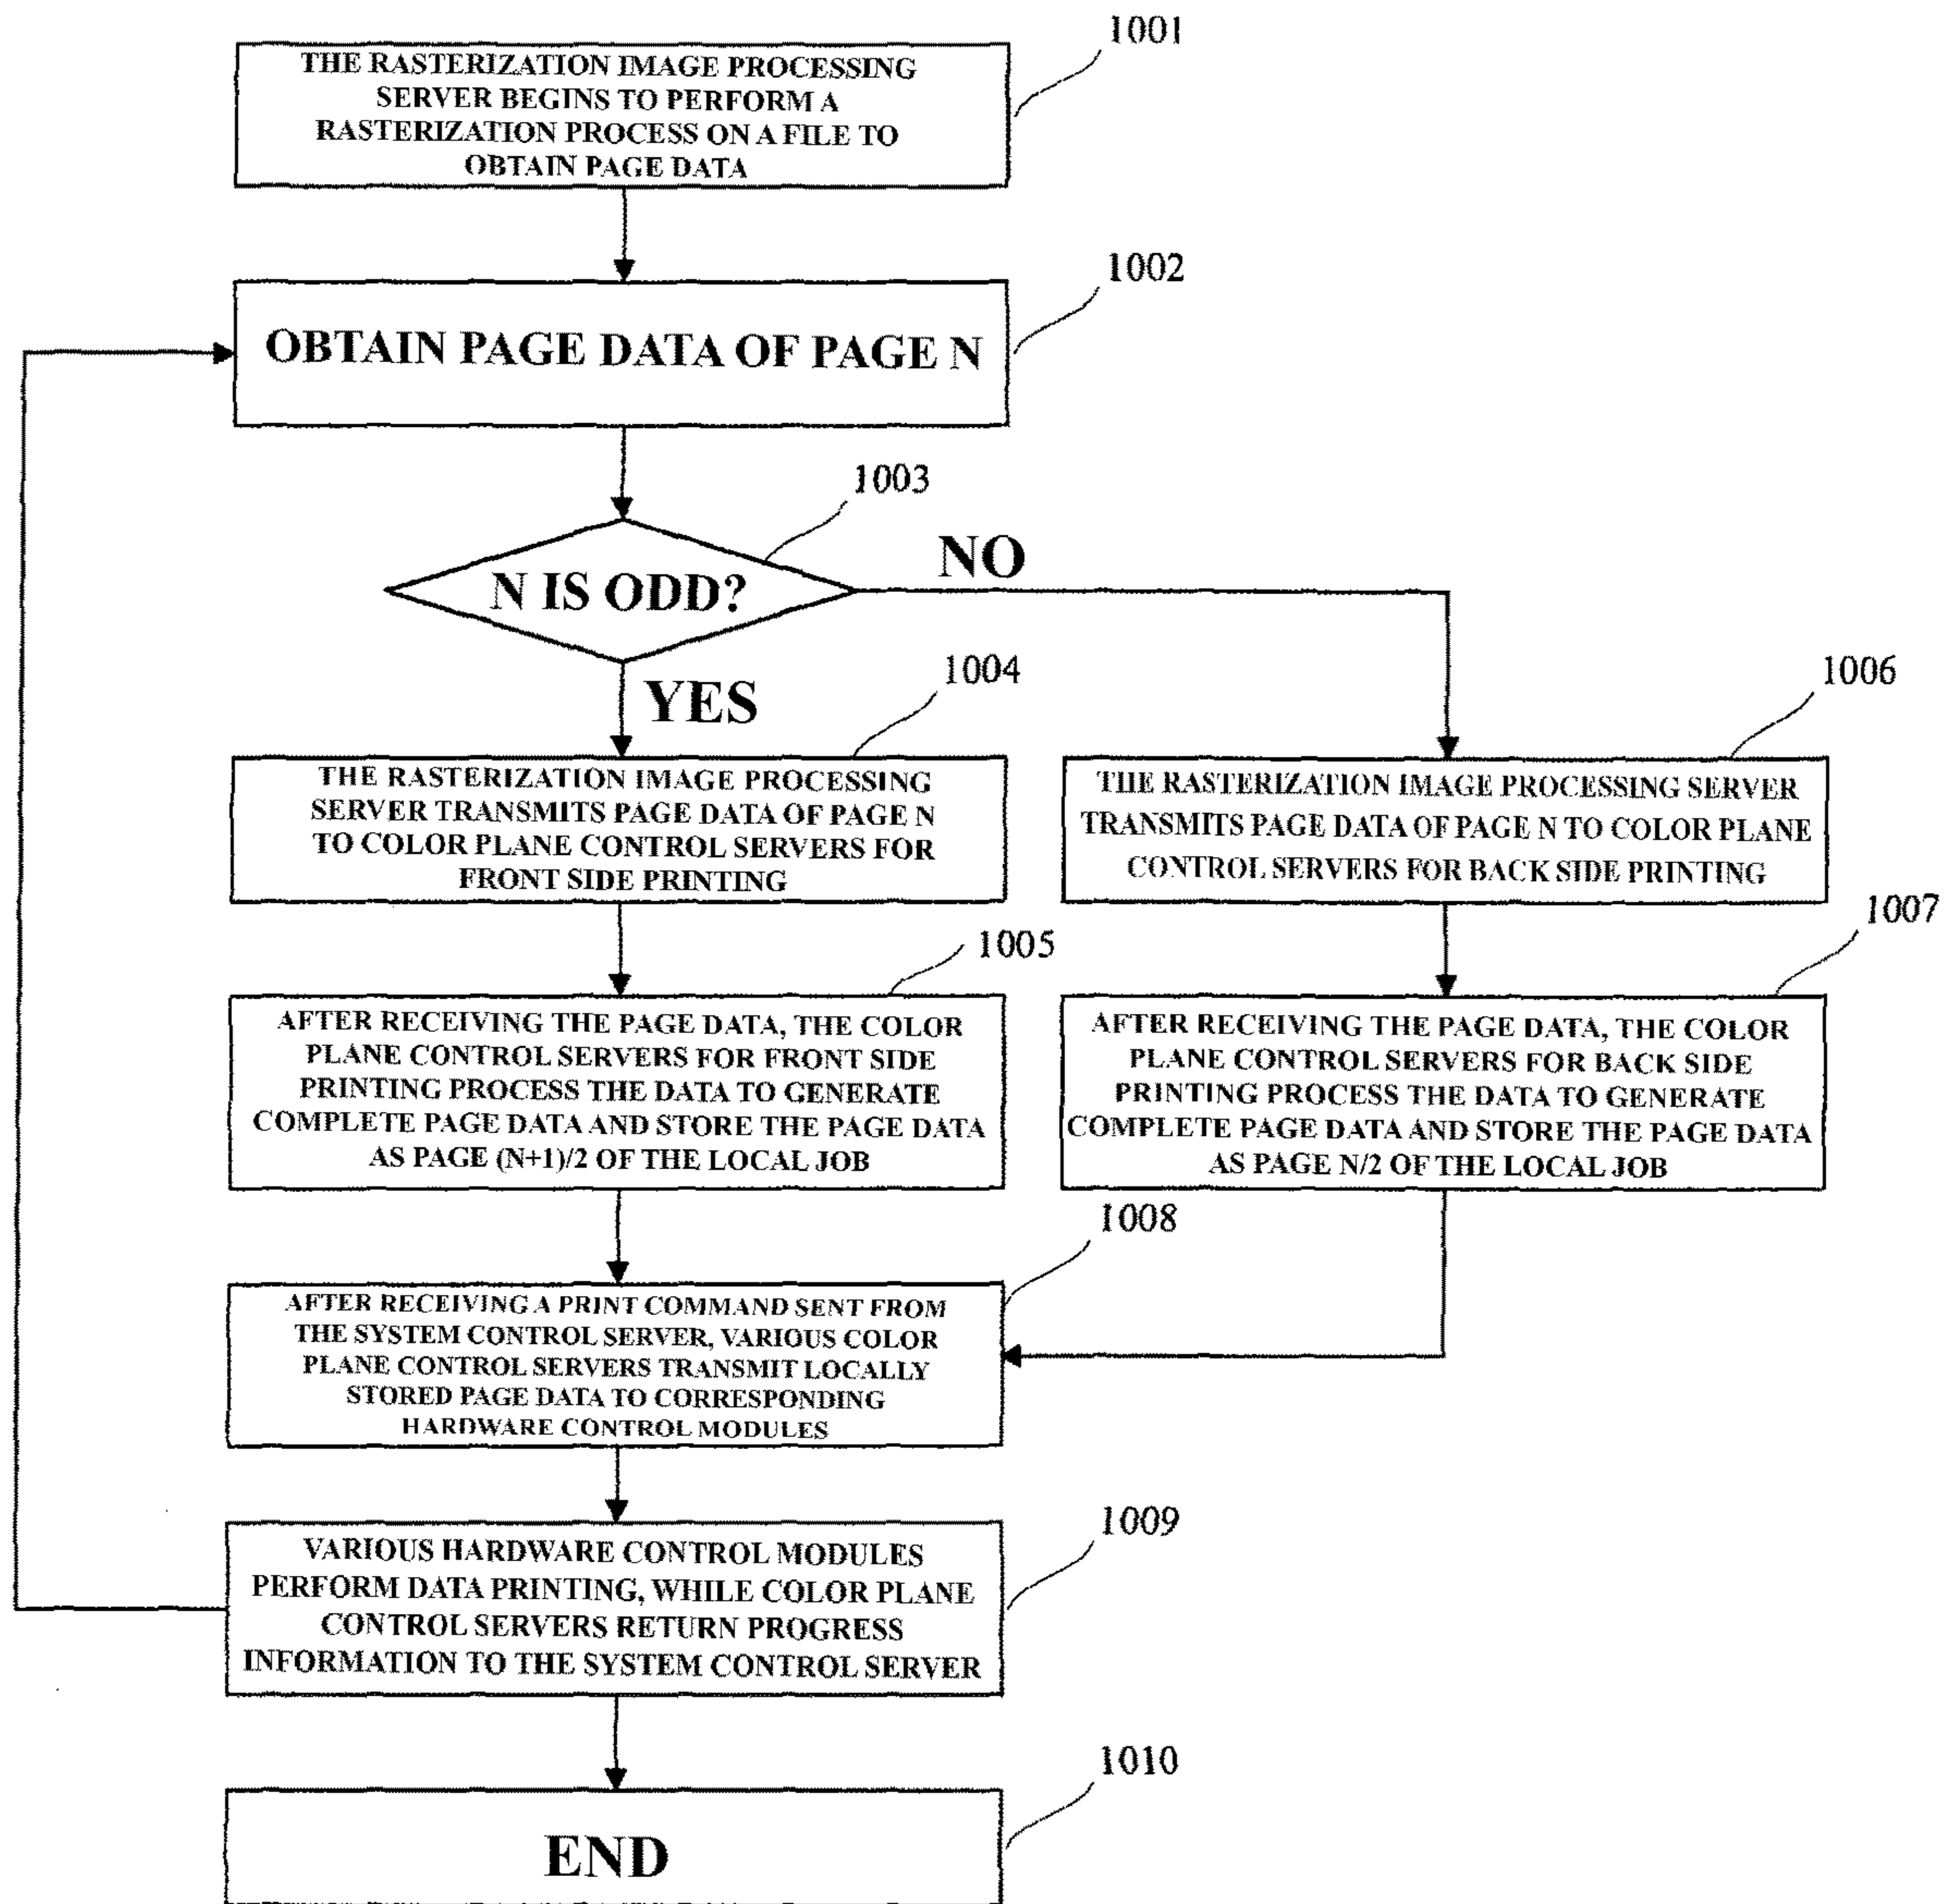 1001
THE RASTERIZATION IMAGE PROCESSING
SERVER BEGINS TO PERFORM A
RASTERIZATION PROCESS ON A FILE TO
OBTAIN PAGE DATA
1002
OBTAIN PAGE DATA OF PAGE N
1003
N IS ODD?
NO
YES
1004
THE RASTERIZATION IMAGE PROCESSING
SERVER TRANSMITS PAGE DATA OF PAGE N
TO COLOR PLANE CONTROL SERVERS FOR
FRONT SIDE PRINTING
1006
THE RASTERIZATION IMAGE PROCESSING SERVER
TRANSMITS PAGE DATA OF PAGE N TO COLOR PLANE
CONTROL SERVERS FOR BACK SIDE PRINTING
1005
AFTER RECEIVING THE PAGE DATA, THE COLOR
PLANE CONTROL SERVERS FOR FRONT SIDE
PRINTING PROCESS THE DATA TO GENERATE
COMPLETE PAGE DATA AND STORE THE PAGE DATA
AS PAGE (N+1)/2 OF THE LOCAL JOB
1007
AFTER RECEIVING THE PAGE DATA, THE COLOR
PLANE CONTROL SERVERS FOR BACK SIDE
PRINTING PROCESS THE DATA TO GENERATE
COMPLETE PAGE DATA AND STORE THE PAGE DATA
AS PAGE N/2 OF THE LOCAL JOB
1008
AFTER RECEIVING A PRINT COMMAND SENT FROM
THE SYSTEM CONTROL SERVER, VARIOUS COLOR
PLANE CONTROL SERVERS TRANSMIT LOCALLY
STORED PAGE DATA TO CORRESPONDING
HARDWARE CONTROL MODULES
1009
VARIOUS HARDWARE CONTROL MODULES
PERFORM DATA PRINTING, WHILE COLOR PLANE
CONTROL SERVERS RETURN PROGRESS
INFORMATION TO THE SYSTEM CONTROL SERVER
1010
END